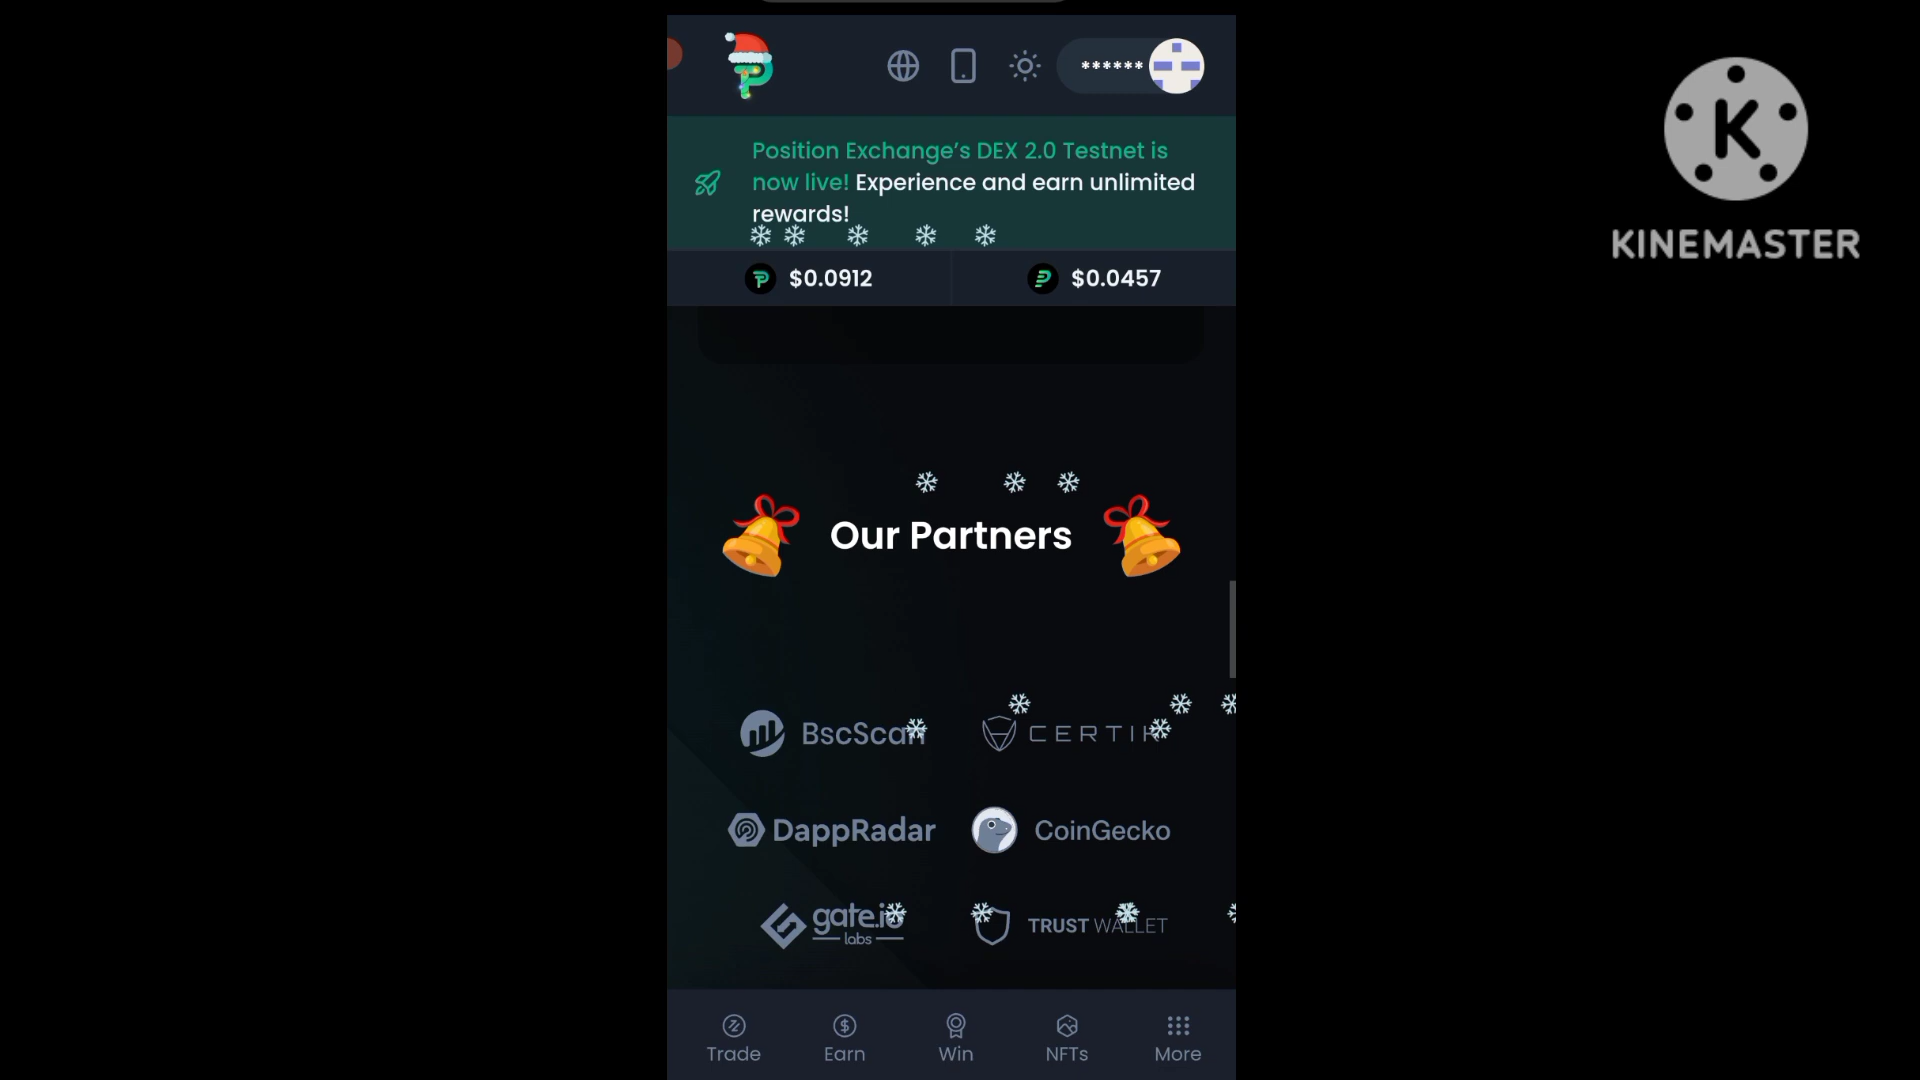 ******
Position Exchange’s DEX 2.0 Testnet is
now live! Experience and earn unlimited
rewards!
$0.0912
$0.0457
Our Partners
BscScan
CERTIK
DappRadar
CoinGecko
gate.io
labs
TRUST WALLET
Trade
Earn
Win
NFTs
More
K
KINEMASTER